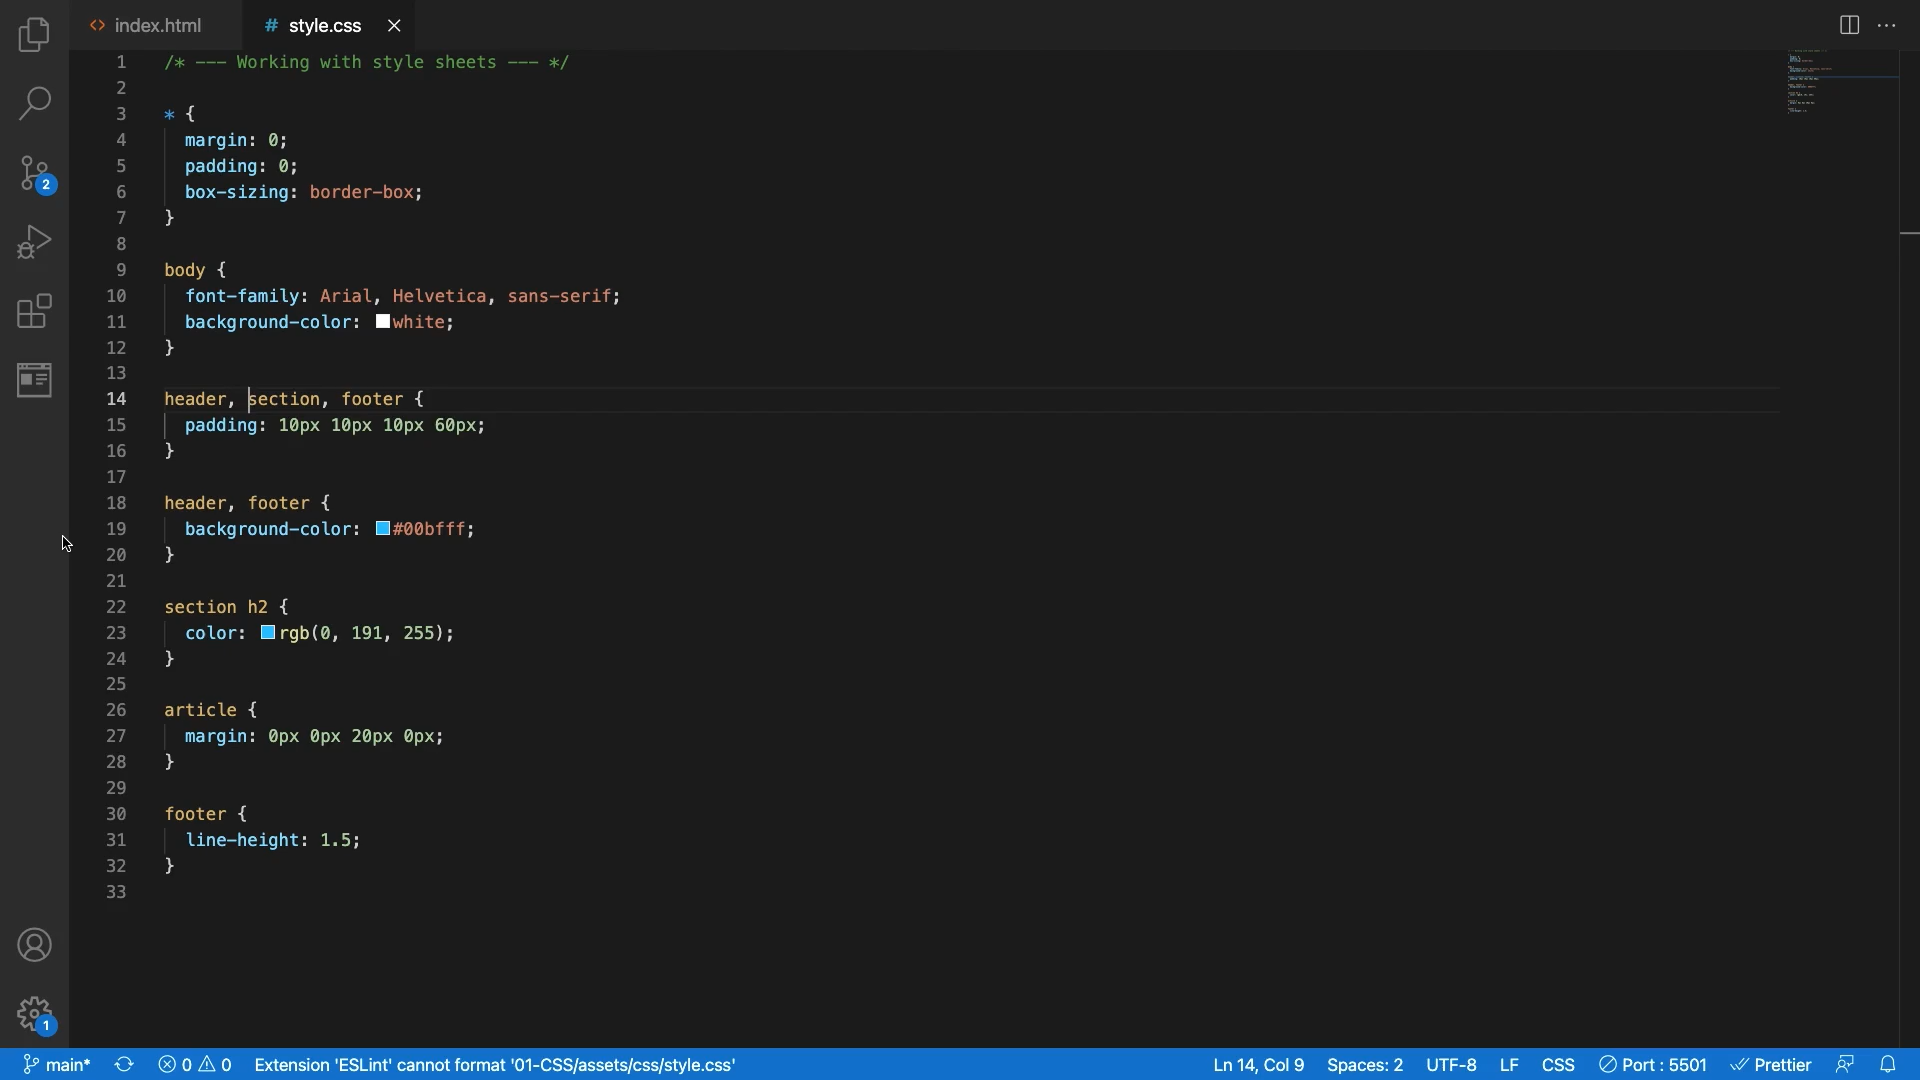 index.html
# style.css
1 /* --- Working with style sheets --- */
2
3 * {
4 margin: 0;
5 padding: 0;
6 box-sizing: border-box;
7 }
8
9 body {
10 font-family: Arial, Helvetica, sans-serif;
11 background-color: white;
12 }
13
14 header, section, footer {
15 padding: 10px 10px 10px 60px;
16 }
17
18 header, footer {
19 background-color: #00bfff;
20 }
21
22 section h2 {
23 color: rgb(0, 191, 255);
24 }
25
26 article {
27 margin: 0px 0px 20px 0px;
28 }
29
30 footer {
31 line-height: 1.5;
32 }
33
2
1
main* 0 0 Extension 'ESLint' cannot format '01-CSS/assets/css/style.css' Ln 14, Col 9 Spaces: 2 UTF-8 LF CSS Port : 5501 Prettier